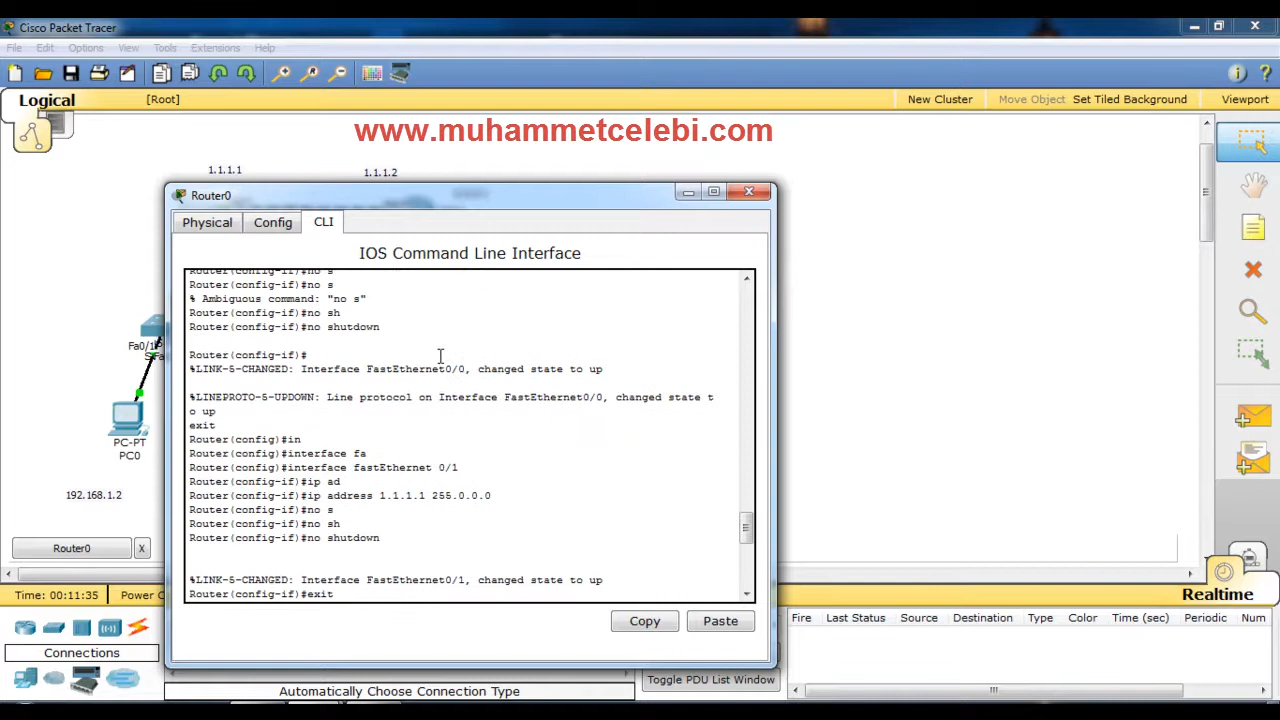 Cisco Packet Tracer
File Edit Options View Tools Extensions Help
Logical [Root] New Cluster Move Object Set Tiled Background Viewport
www.muhammetcelebi.com
1.1.1.1 1.1.1.2
Router0
Physical Config CLI
IOS Command Line Interface
Router(config-if)#no s
Router(config-if)#no s
% Ambiguous command: "no s"
Router(config-if)#no sh
Router(config-if)#no shutdown
Router(config-if)#
%LINK-5-CHANGED: Interface FastEthernet0/0, changed state to up
%LINEPROTO-5-UPDOWN: Line protocol on Interface FastEthernet0/0, changed state t
o up
exit
Router(config)#in
Router(config)#interface fa
Router(config)#interface fastEthernet 0/1
Router(config-if)#ip ad
Router(config-if)#ip address 1.1.1.1 255.0.0.0
Router(config-if)#no s
Router(config-if)#no sh
Router(config-if)#no shutdown
%LINK-5-CHANGED: Interface FastEthernet0/1, changed state to up
Router(config-if)#exit
Copy Paste
Fa0/1
PC-PT
PC0
192.168.1.2
Router0 X
Time: 00:11:35 Power C
Realtime
Connections
Automatically Choose Connection Type
Toggle PDU List Window
Fire Last Status Source Destination Type Color Time (sec) Periodic Num